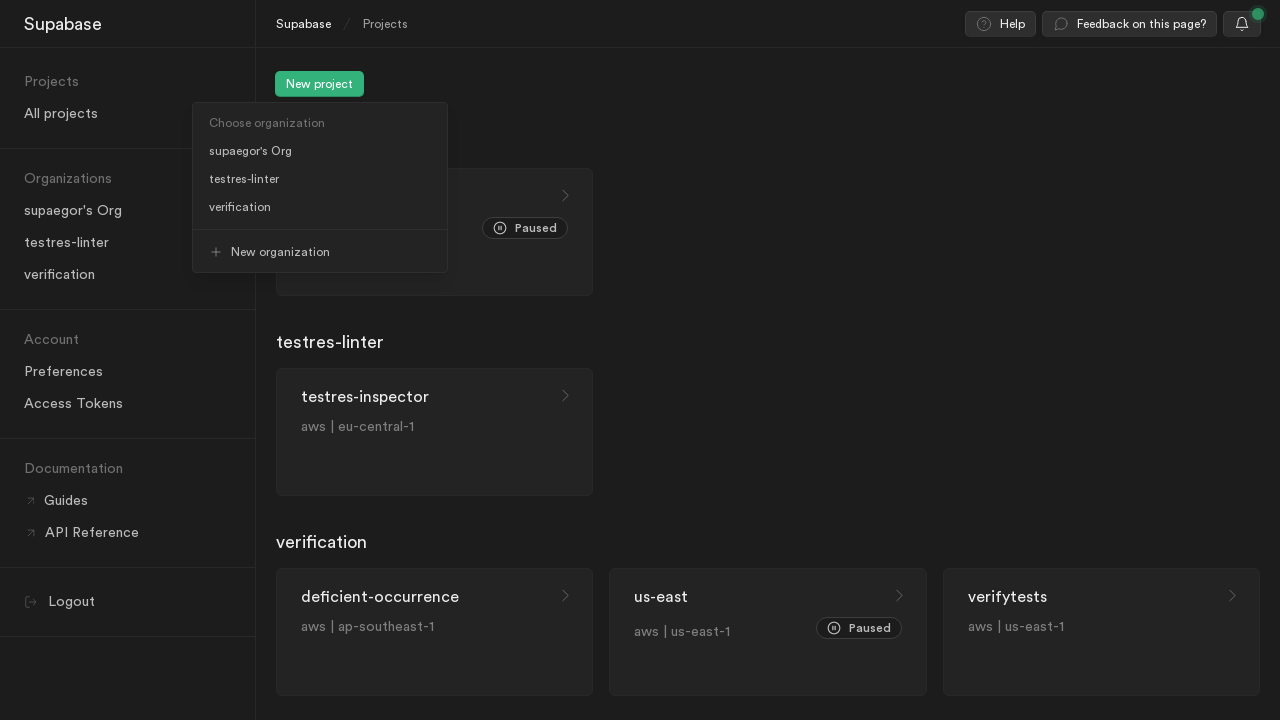 Supabase
Supabase / Projects
Help
Feedback on this page?
Projects
All projects
Organizations
supaegor's Org
testres-linter
verification
Account
Preferences
Access Tokens
Documentation
Guides
API Reference
Logout
New project
Choose organization
supaegor's Org
testres-linter
verification
New organization
Paused
testres-linter
testres-inspector
aws | eu-central-1
verification
deficient-occurrence
aws | ap-southeast-1
us-east
aws | us-east-1
Paused
verifytests
aws | us-east-1